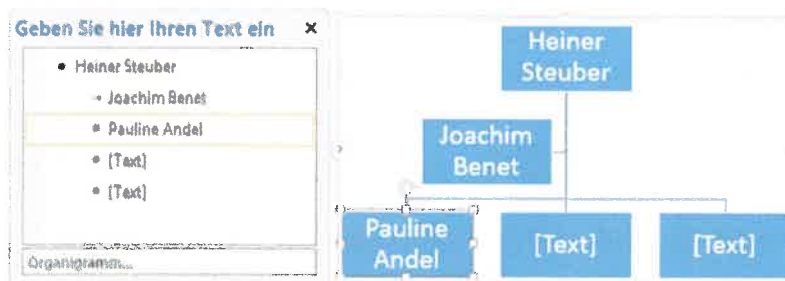 Geben Sie hier Ihren Text ein
Heiner Steuber
Joachim Benet
Pauline Andel
[Text]
[Text]
Organigramm...
Heiner
Steuber
Joachim
Benet
Pauline
Andel
[Text]
[Text]